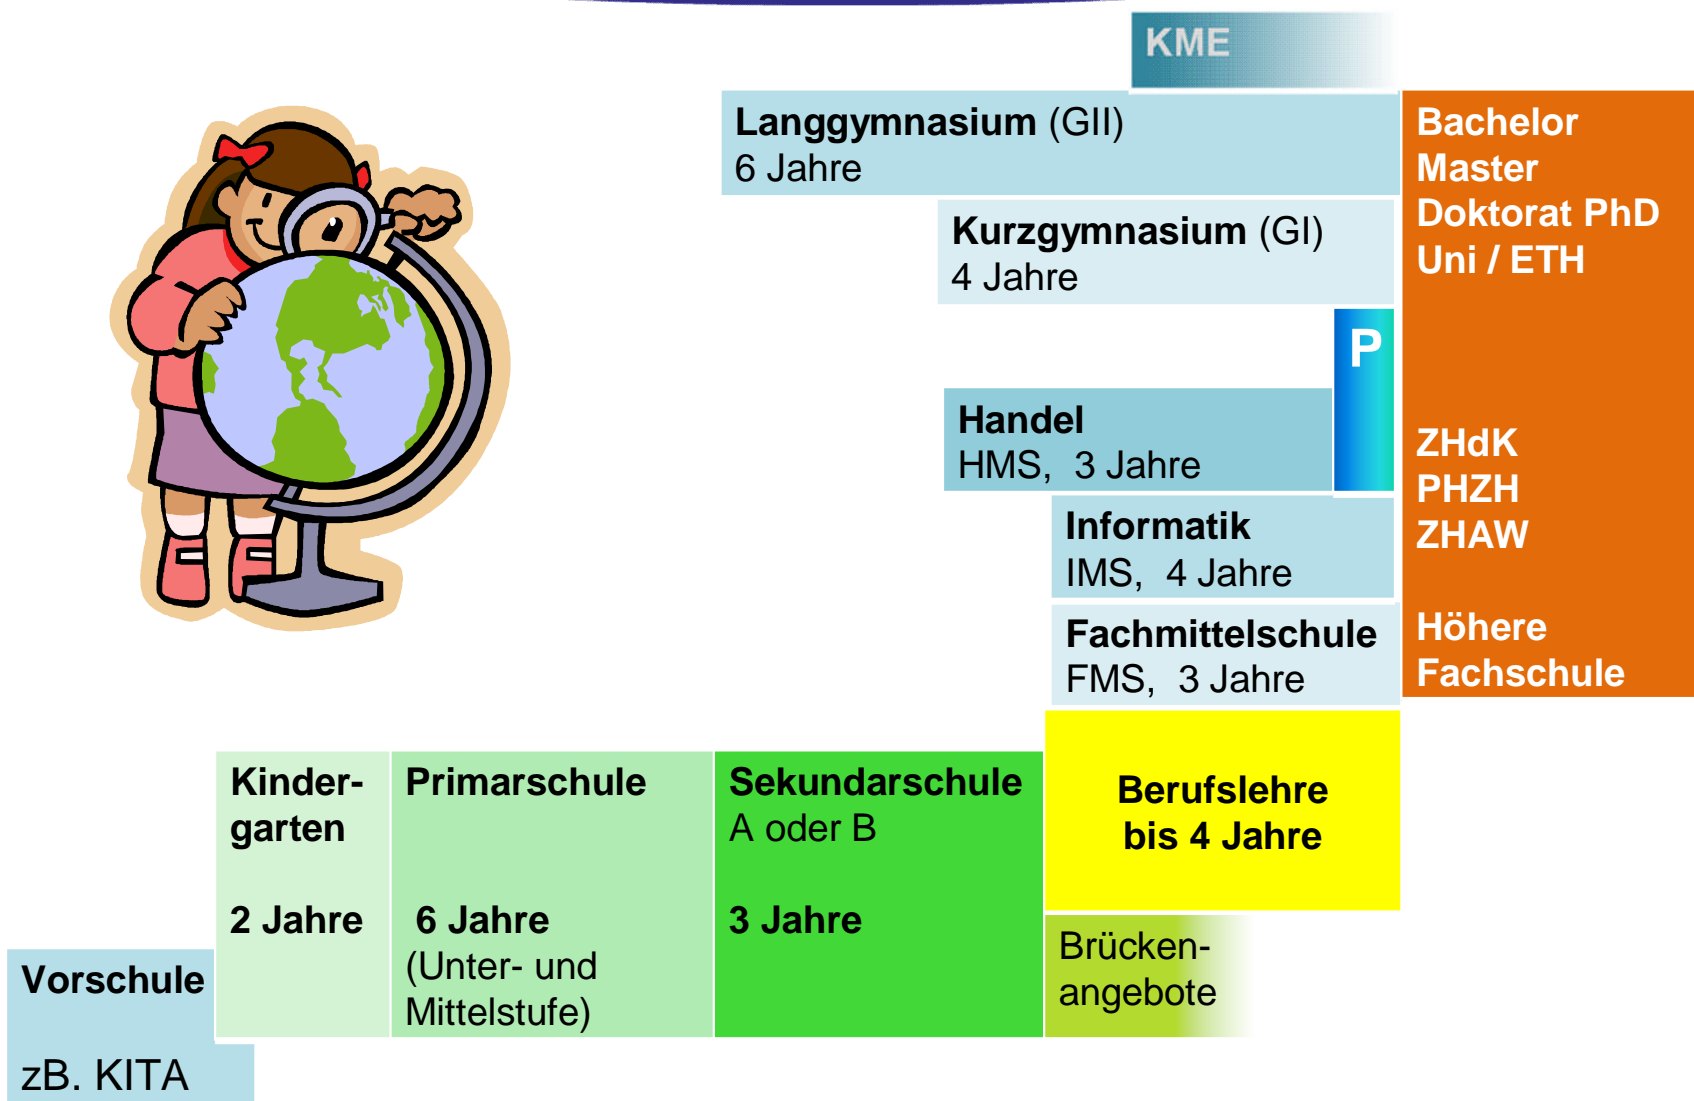 KME
Langgymnasium (GII)
6 Jahre
Kurzgymnasium (GI)
4 Jahre
P
Handel
HMS,  3 Jahre
Informatik
IMS,  4 Jahre
Fachmittelschule
FMS,  3 Jahre
Bachelor
Master
Doktorat PhD
Uni / ETH
ZHdK
PHZH
ZHAW
Höhere
Fachschule
Berufslehre
bis 4 Jahre
Brücken-
angebote
Sekundarschule
A oder B
3 Jahre
Primarschule
6 Jahre
(Unter- und
Mittelstufe)
Kinder-
garten
2 Jahre
Vorschule
zB. KITA